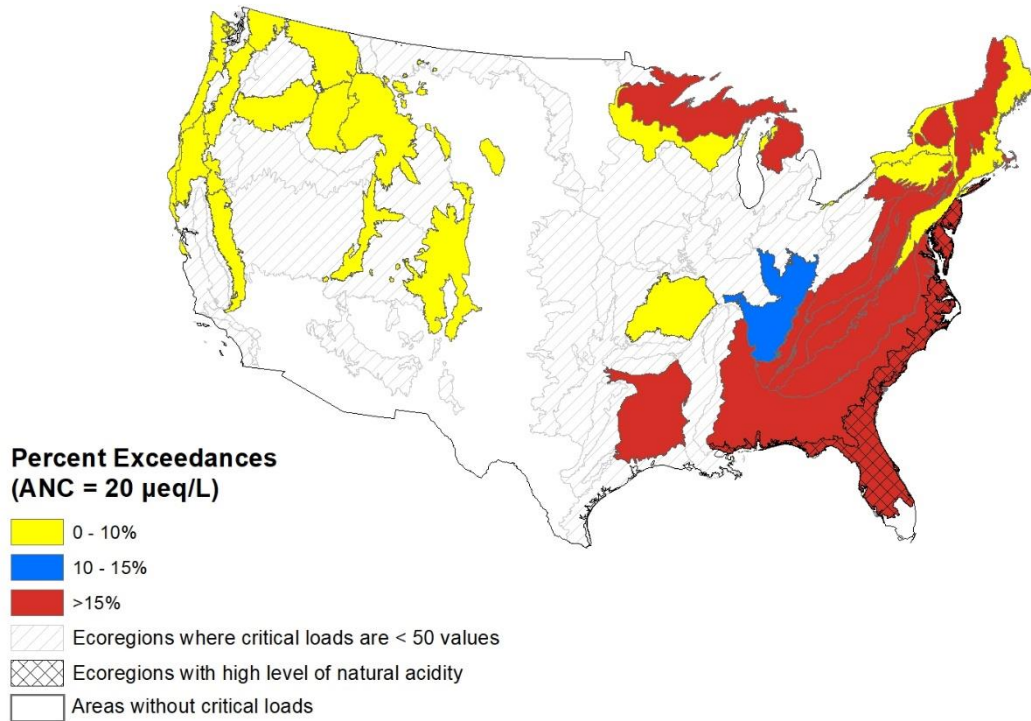 Percent Exceedances
(ANC = 20 µeq/L)
0 - 10%
10 - 15%
>15%
Ecoregions where critical loads are < 50 values
Ecoregions with high level of natural acidity
Areas without critical loads